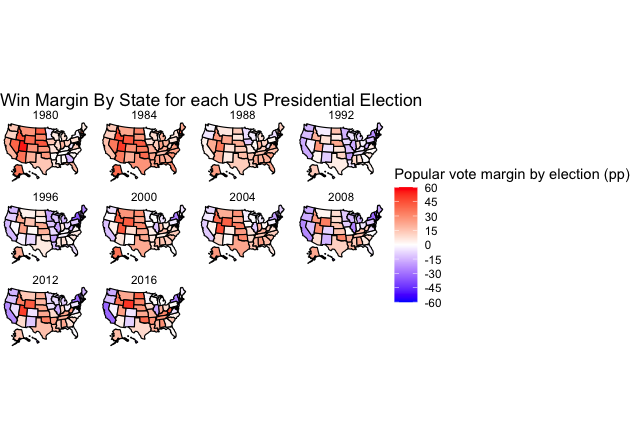 Win Margin By State for each US Presidential Election
1980 1984 1988 1992
1996 2000 2004 2008
2012 2016
Popular vote margin by election (pp)
60
45
30
15
0
-15
-30
-45
-60